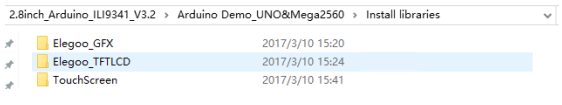 2.8inch_Arduino_ILI9341_V3.2 > Arduino Demo_UNO&Mega2560 > Install libraries
Elegoo_GFX 2017/3/10 15:20
Elegoo_TFTLCD 2017/3/10 15:24
TouchScreen 2017/3/10 15:41